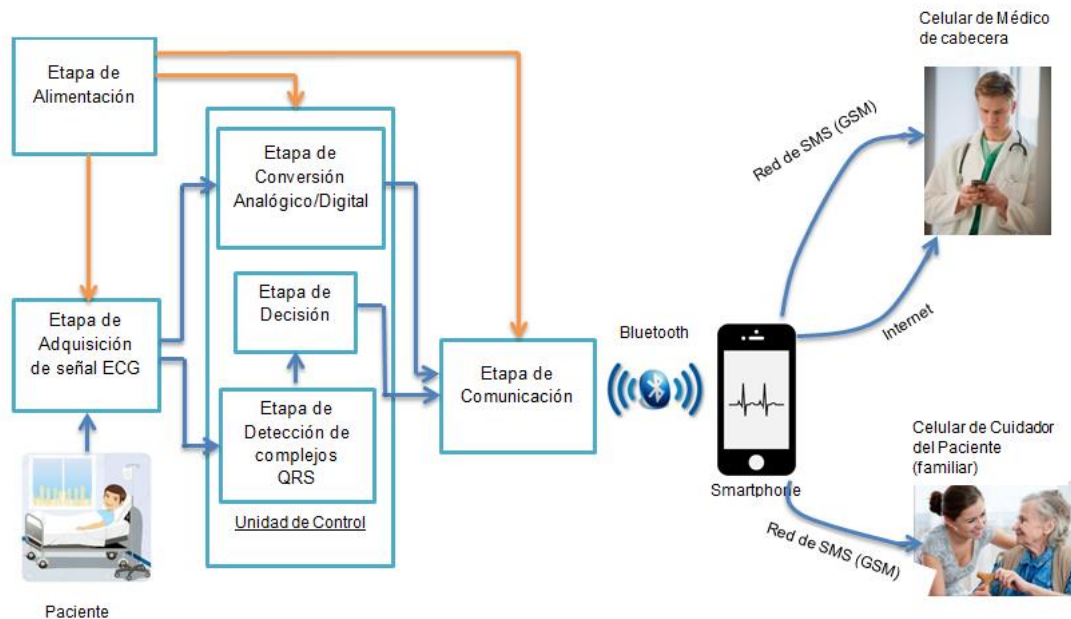 Etapa de
Alimentación
Etapa de
Conversión
Analógico/Digital
Etapa de
Decisión
Etapa de
Adquisición
de señal ECG
Etapa de
Detección de
complejos
QRS
Unidad de Control
Paciente
Etapa de
Comunicación
Bluetooth
Smartphone
Red de SMS (GSM)
Internet
Red de SMS (GSM)
Celular de Médico
de cabecera
Celular de Cuidador
del Paciente
(familiar)